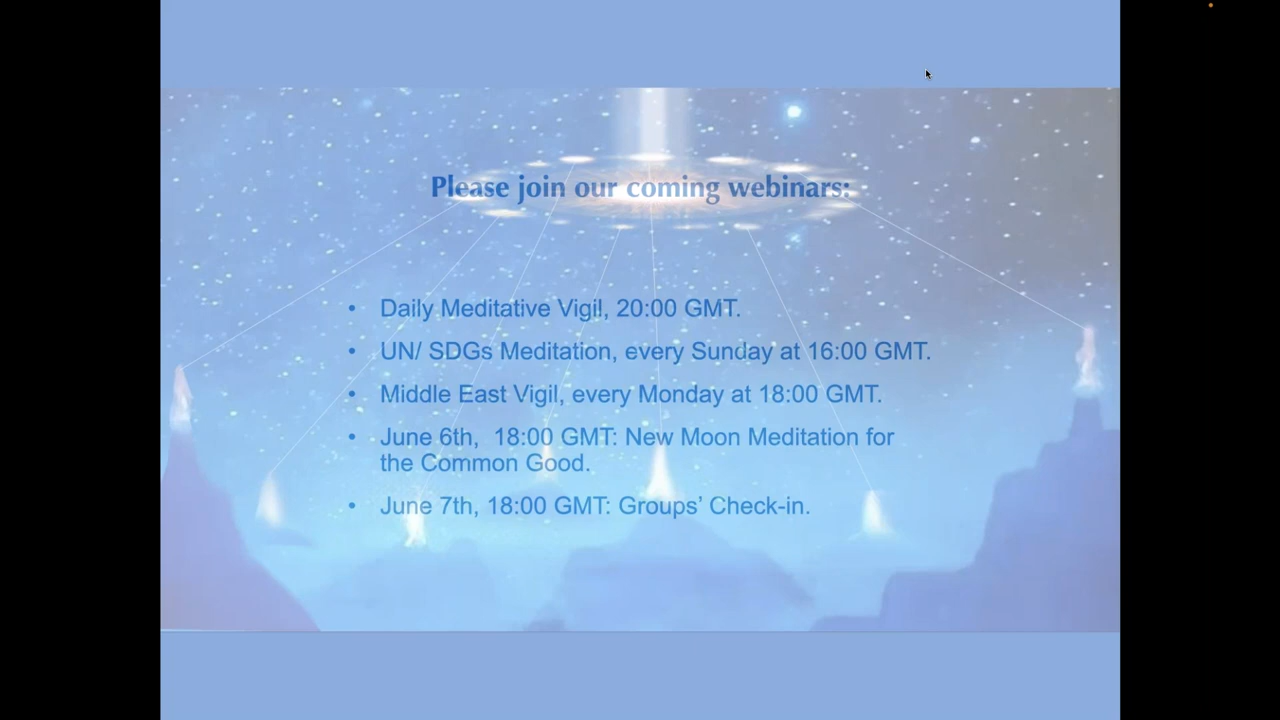 Please join our coming webinars:
• Daily Meditative Vigil, 20:00 GMT.
• UN/ SDGs Meditation, every Sunday at 16:00 GMT.
• Middle East Vigil, every Monday at 18:00 GMT.
• June 6th,  18:00 GMT: New Moon Meditation for
the Common Good.
• June 7th, 18:00 GMT: Groups’ Check-in.